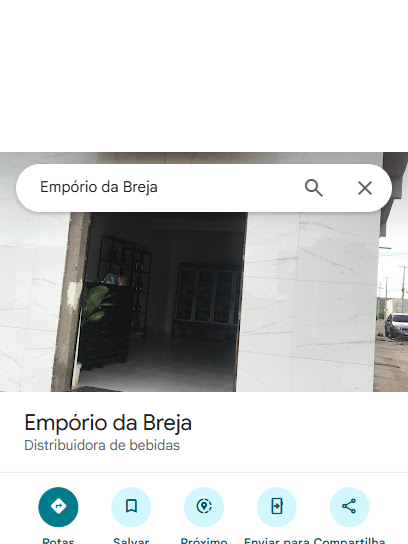 Empório da Breja
Empório da Breja
Distribuidora de bebidas
Rotas Salvar Próximo Enviar para Compartilha